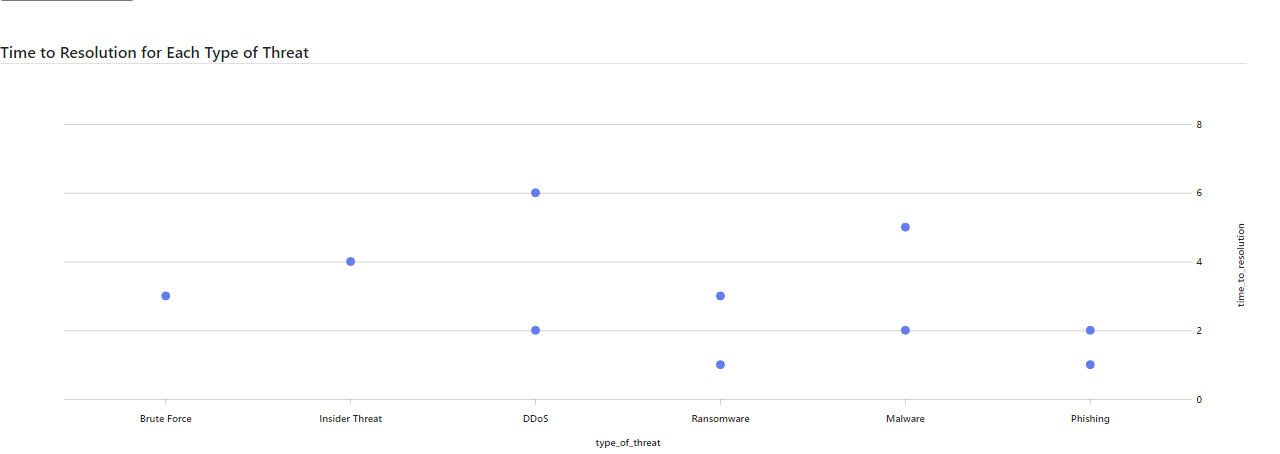 Time to Resolution for Each Type of Threat
8
6
4
2
0
time_to_resolution
Brute Force Insider Threat DDoS Ransomware Malware Phishing
type_of_threat